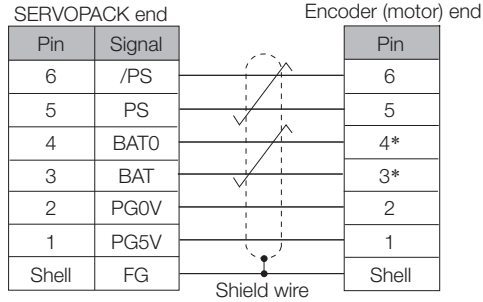 SERVOPACK end Encoder (motor) end
Pin Signal Pin
6 /PS 6
5 PS 5
4 BAT0 4*
3 BAT 3*
2 PG0V 2
1 PG5V 1
Shell FG Shell
Shield wire